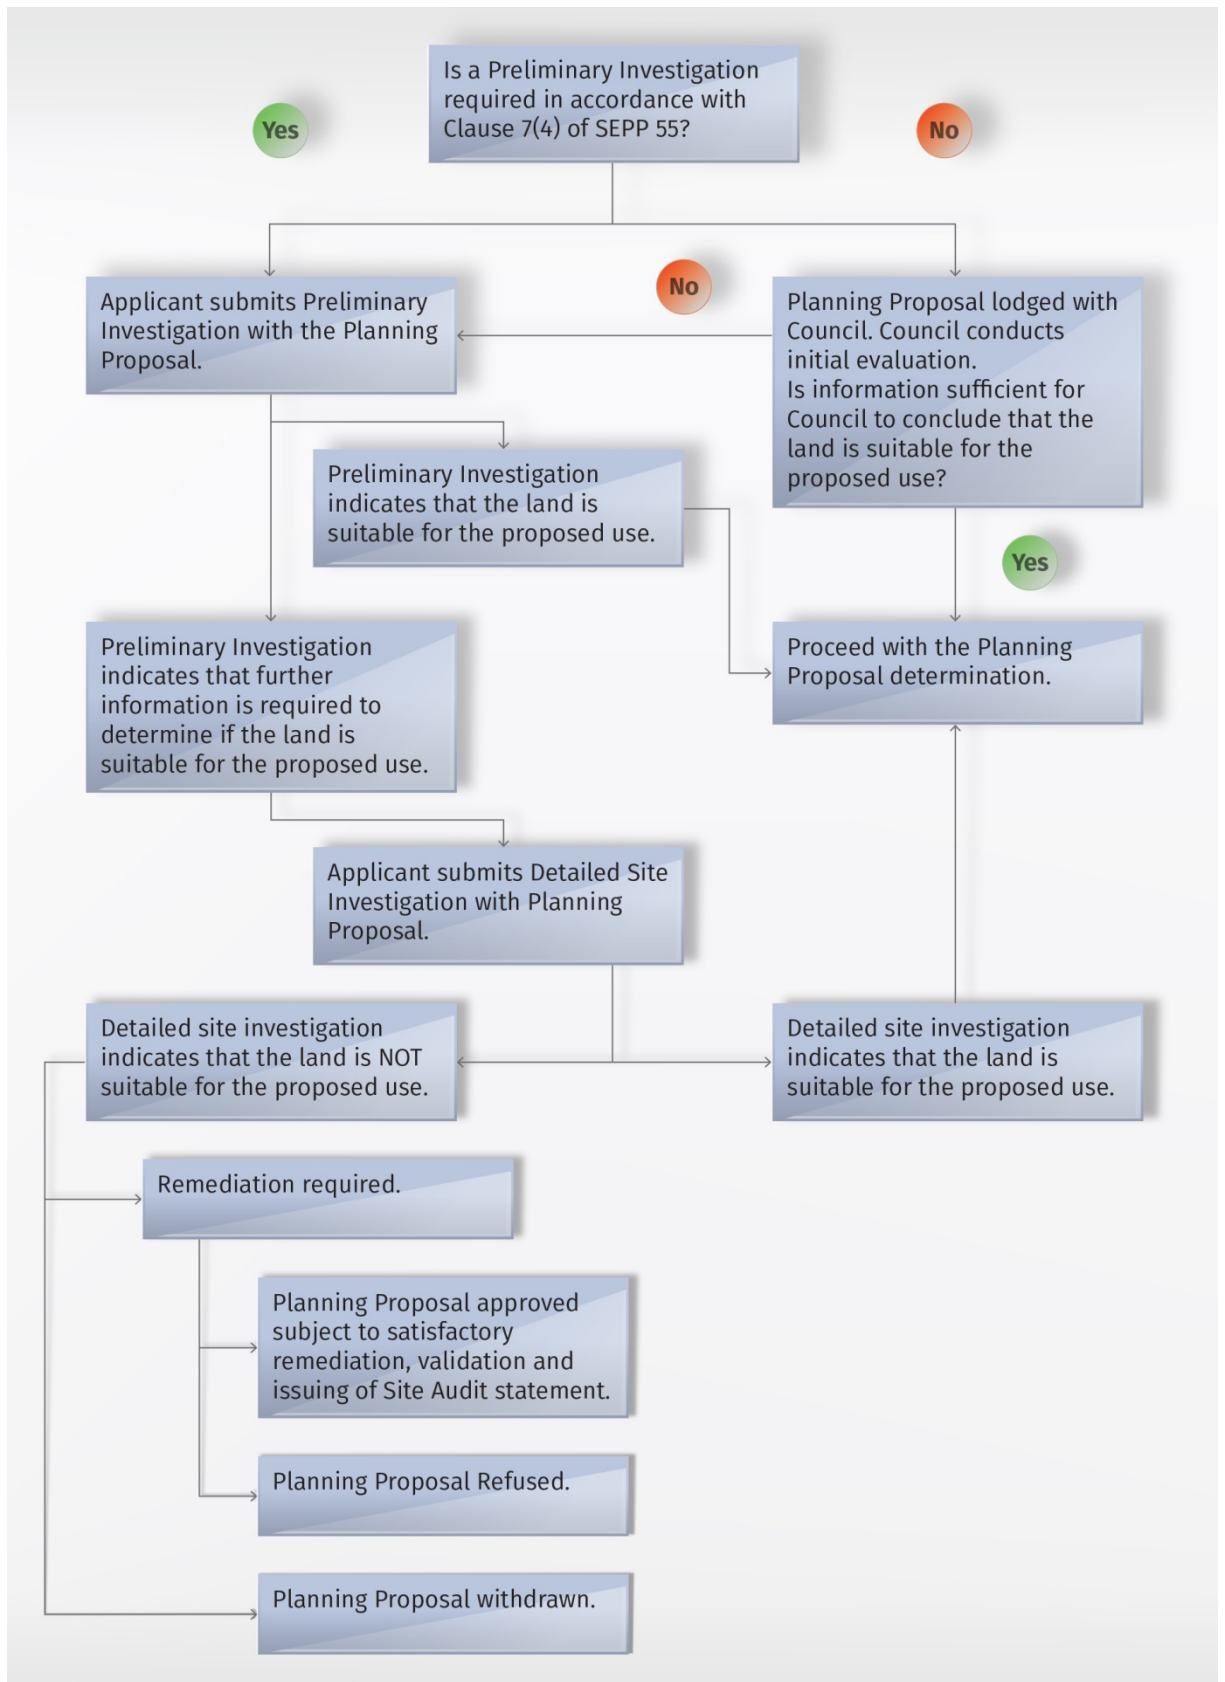 Is a Preliminary Investigation
required in accordance with
Clause 7(4) of SEPP 55?
Yes
No
Applicant submits Preliminary
Investigation with the Planning
Proposal.
No
Planning Proposal lodged with
Council. Council conducts
initial evaluation.
Is information sufficient for
Council to conclude that the
land is suitable for the
proposed use?
Preliminary Investigation
indicates that the land is
suitable for the proposed use.
Yes
Preliminary Investigation
indicates that further
information is required to
determine if the land is
suitable for the proposed use.
Proceed with the Planning
Proposal determination.
Applicant submits Detailed Site
Investigation with Planning
Proposal.
Detailed site investigation
indicates that the land is NOT
suitable for the proposed use.
Detailed site investigation
indicates that the land is
suitable for the proposed use.
Remediation required.
Planning Proposal approved
subject to satisfactory
remediation, validation and
issuing of Site Audit statement.
Planning Proposal Refused.
Planning Proposal withdrawn.